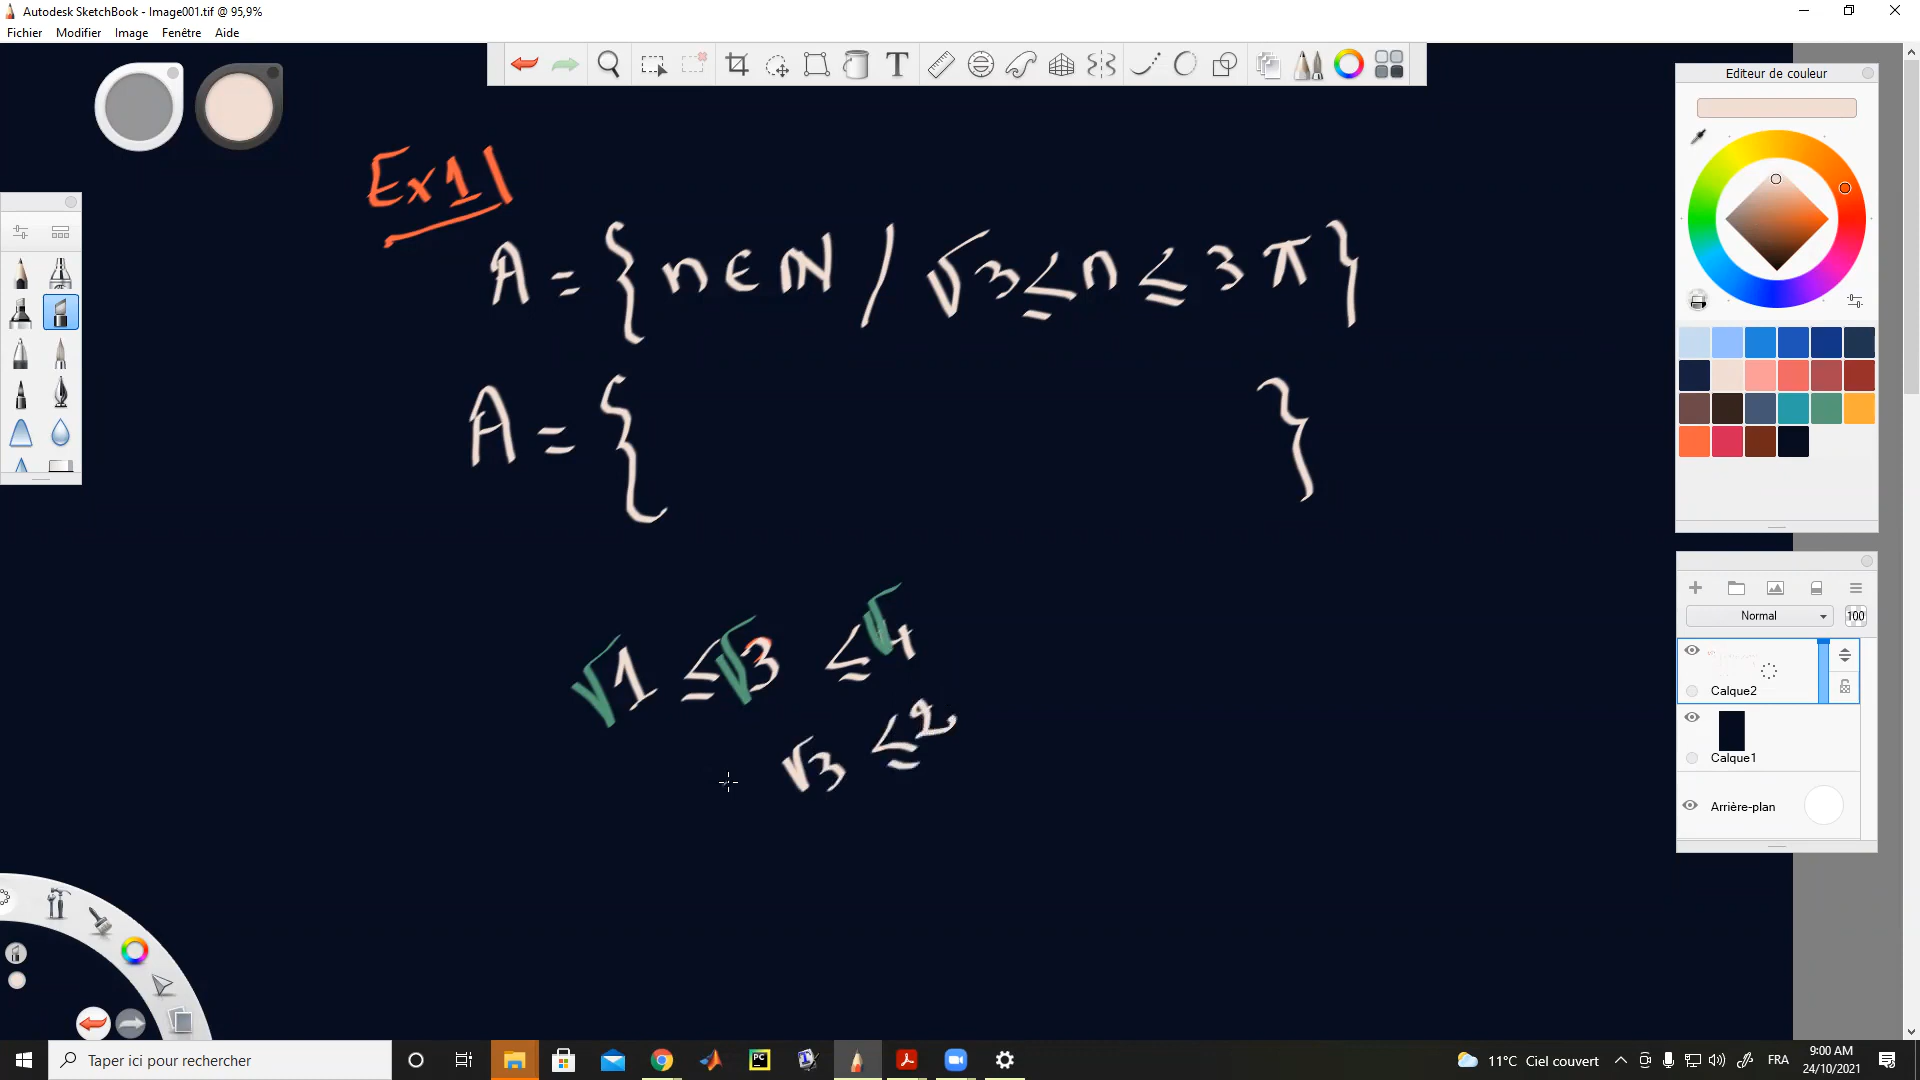 Autodesk SketchBook - Image001.tif @ 95,9%
Fichier Modifier Image Fenêtre Aide
T
Editeur de couleur
Ex1
A = { n ∈ ℕ / √3 ≤ n ≤ 3 π }
A = { }
√1 ≤ √3 ≤ √4
√3 ≤ 2
Normal 100
Calque2
Calque1
Arrière-plan
Taper ici pour rechercher
PC
11°C Ciel couvert
FRA
9:00 AM
24/10/2021